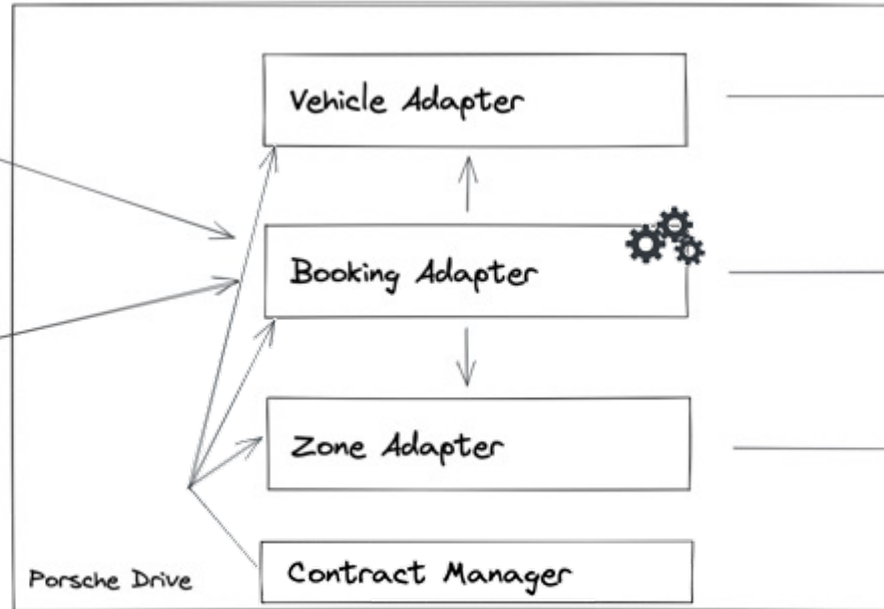 Vehicle Adapter
Booking Adapter
Zone Adapter
Contract Manager
Porsche Drive